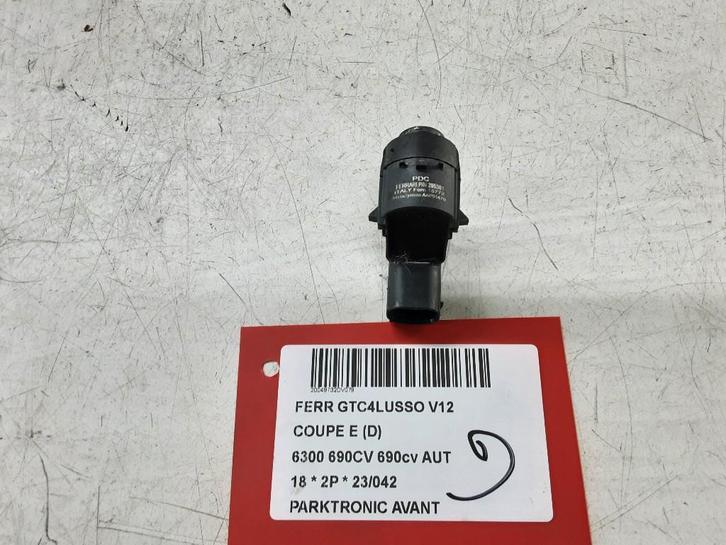 PDC
FERRARI
ITALY
FERR GTC4LUSSO V12
COUPE E (D)
6300 690CV 690cv AUT
18 * 2P * 23/042
PARKTRONIC AVANT